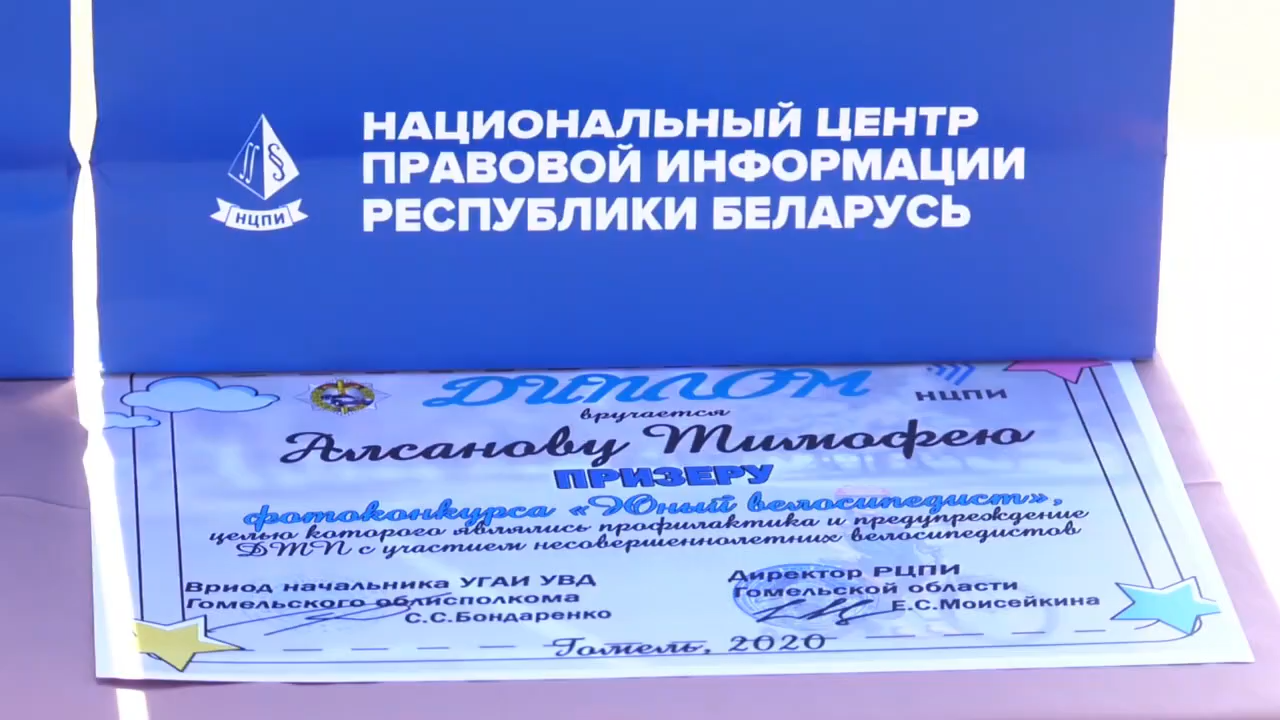 НАЦИОНАЛЬНЫЙ ЦЕНТР
ПРАВОВОЙ ИНФОРМАЦИИ
РЕСПУБЛИКИ БЕЛАРУСЬ
НЦПИ
ДИПЛОМ
НЦПИ
вручается
Алсанову Тимофею
ПРИЗЕРУ
фотоконкурса «Юный велосипедист»,
целью которого являлись профилактика и предупреждение
ДТП с участием несовершеннолетних велосипедистов
Вриод начальника УГАИ УВД
Гомельского облисполкома
С.С.Бондаренко
Директор РЦПИ
Гомельской области
Е.С.Моисейкина
Гомель, 2020